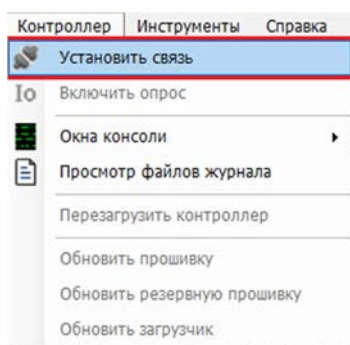 Контроллер Инструменты Справка
Установить связь
Io Включить опрос
Окна консоли
Просмотр файлов журнала
Перезагрузить контроллер
Обновить прошивку
Обновить резервную прошивку
Обновить загрузчик